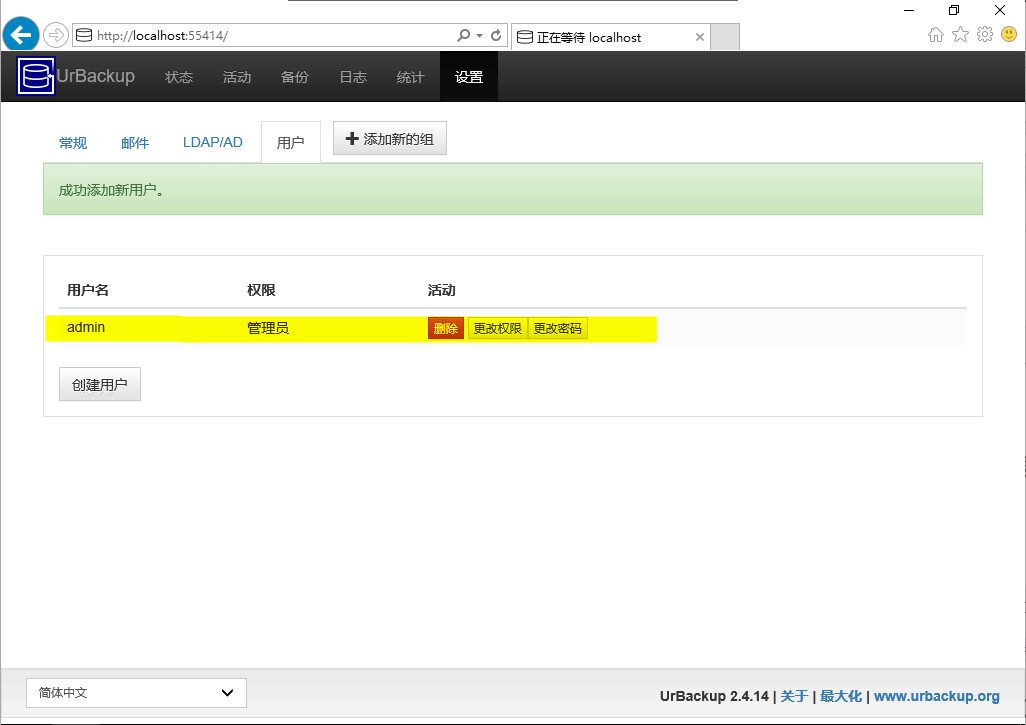 http://localhost:55414/
正在等待 localhost
UrBackup 状态 活动 备份 日志 统计 设置
常规 邮件 LDAP/AD 用户 添加新的组
成功添加新用户。
用户名 权限 活动
admin 管理员 删除 更改权限 更改密码
创建用户
简体中文
UrBackup 2.4.14 | 关于 | 最大化 | www.urbackup.org